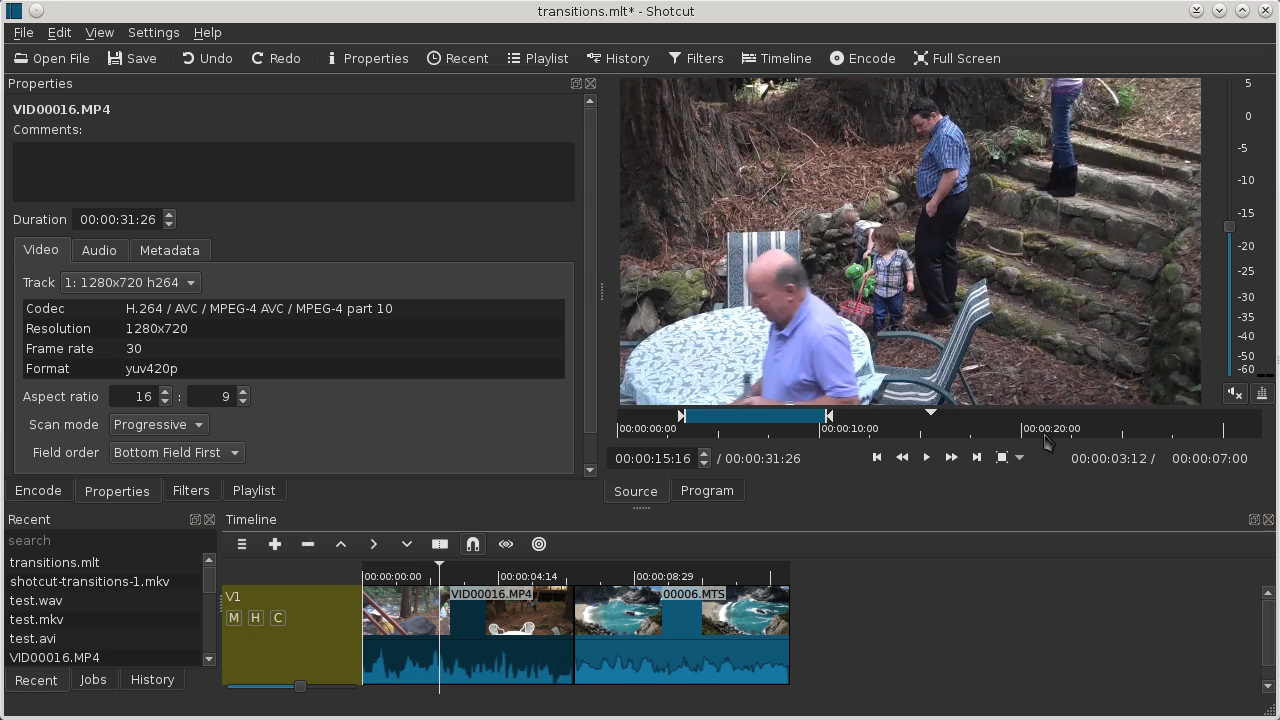 transitions.mlt* - Shotcut
File Edit View Settings Help
Open File Save Undo Redo Properties Recent Playlist History Filters Timeline Encode Full Screen
Properties
VID00016.MP4
Comments:
Duration 00:00:31:26
Video Audio Metadata
Track 1: 1280x720 h264
Codec H.264 / AVC / MPEG-4 AVC / MPEG-4 part 10
Resolution 1280x720
Frame rate 30
Format yuv420p
Aspect ratio 16 : 9
Scan mode Progressive
Field order Bottom Field First
Encode Properties Filters Playlist
5
0
-5
-10
-15
-20
-25
-30
-35
-40
-50
-60
00:00:00:00 00:00:10:00 00:00:20:00
00:00:15:16 / 00:00:31:26 00:00:03:12 / 00:00:07:00
Source Program
Recent
search
transitions.mlt
shotcut-transitions-1.mkv
test.wav
test.mkv
test.avi
VID00016.MP4
Recent Jobs History
Timeline
00:00:00:00 00:00:04:14 00:00:08:29
V1
M H C
VID00016.MP4 00006.MTS